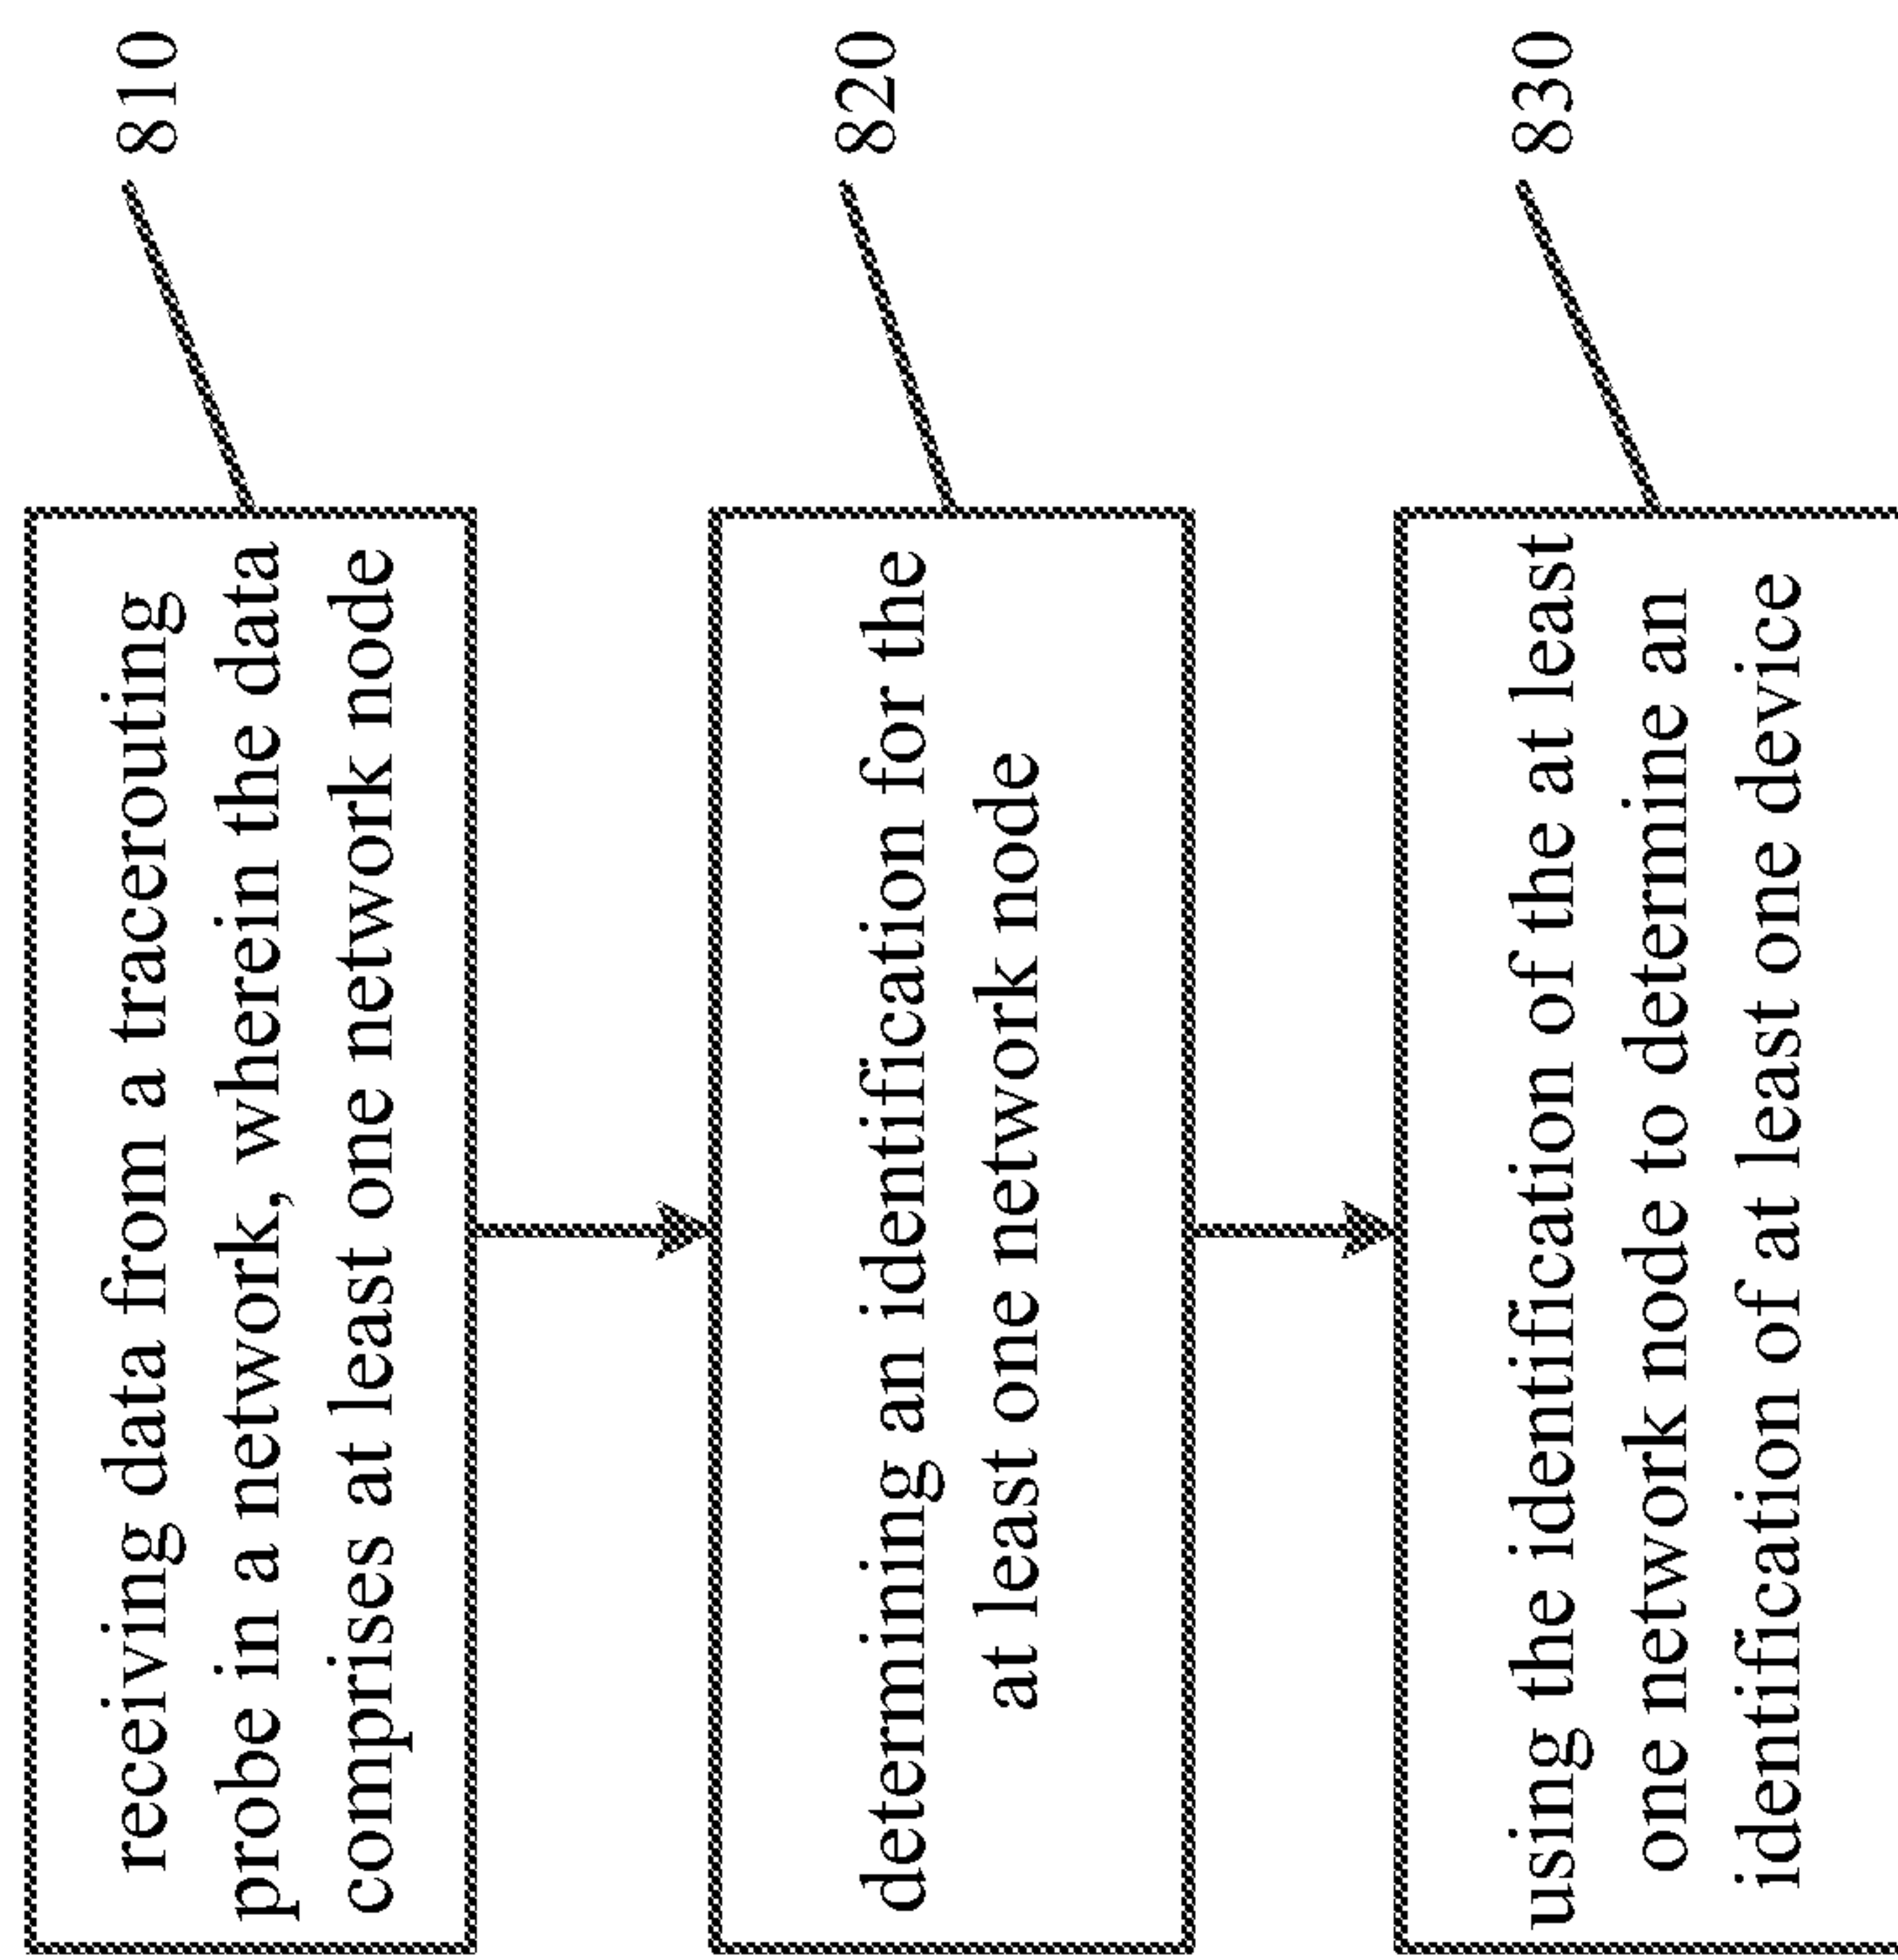 receiving data from a tracerouting
probe in a network, wherein the data
comprises at least one network node
810
determining an identification for the
at least one network node
820
using the identification of the at least
one network node to determine an
identification of at least one device
830